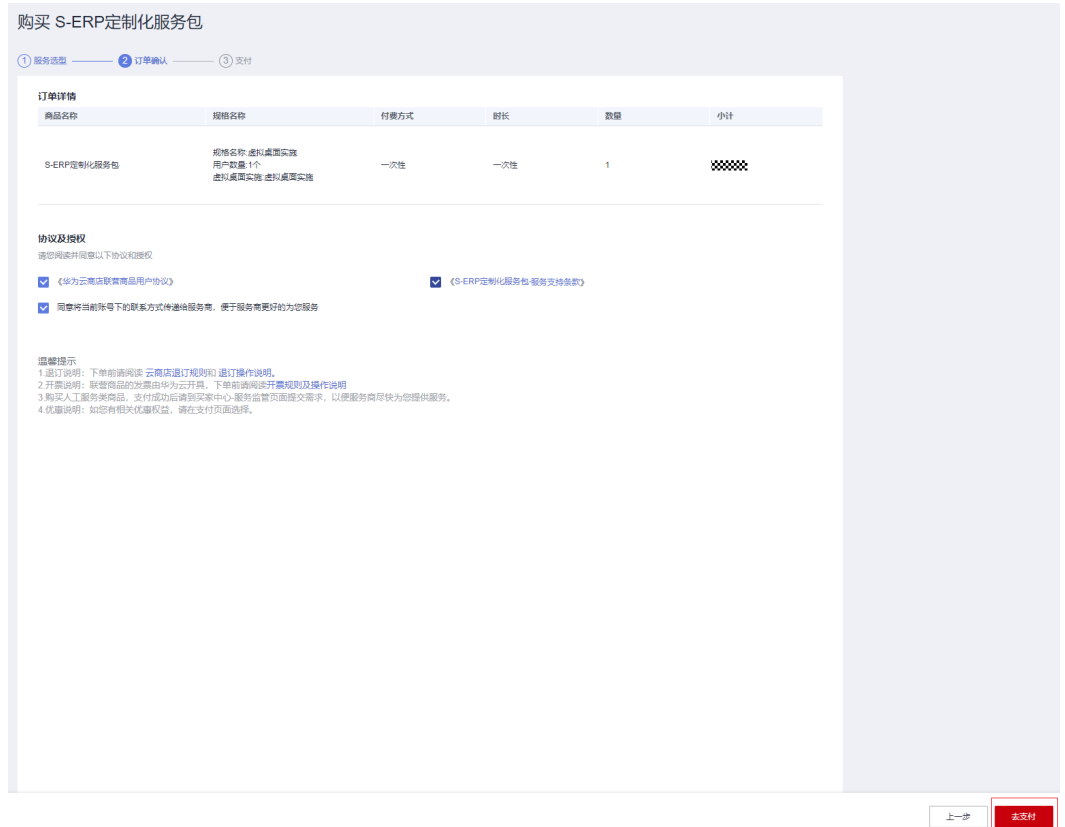 购买 S-ERP定制化服务包
1 服务选型 2 订单确认 3 支付
订单详情
商品名称 规格名称 付费方式 时长 数量 小计
规格名称:虚拟桌面实施
S-ERP定制化服务包 用户数量:1个 一次性 一次性 1
虚拟桌面实施:虚拟桌面实施
协议及授权
请您阅读并同意以下协议和授权
《华为云商店联营商品用户协议》 《S-ERP定制化服务包-服务支持条款》
同意将当前账号下的联系方式传递给服务商，便于服务商更好的为您服务
温馨提示
1.退订说明：下单前请阅读 云商店退订规则和 退订操作说明。
2.开票说明：联营商品的发票由华为云开具，下单前请阅读开票规则及操作说明
3.购买人工服务类商品，支付成功后请到买家中心-服务监管页面提交需求，以便服务商尽快为您提供服务。
4.优惠说明：如您有相关优惠权益，请在支付页面选择。
上一步 去支付